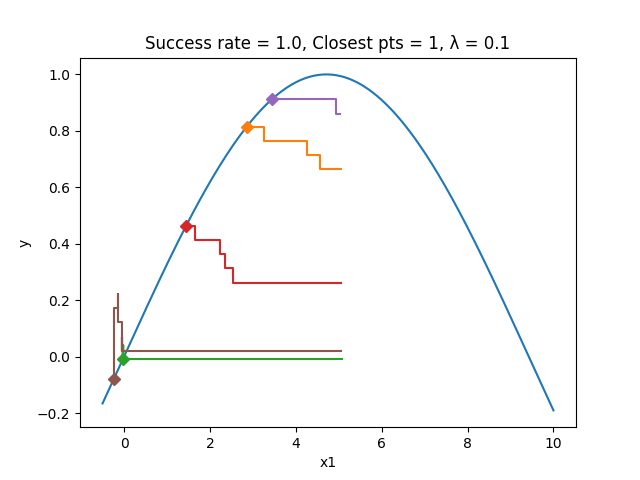 Success rate = 1.0, Closest pts = 1, λ = 0.1
1.0
0.8
0.6
0.4
0.2
0.0
−0.2
y
0 2 4 6 8 10
x1